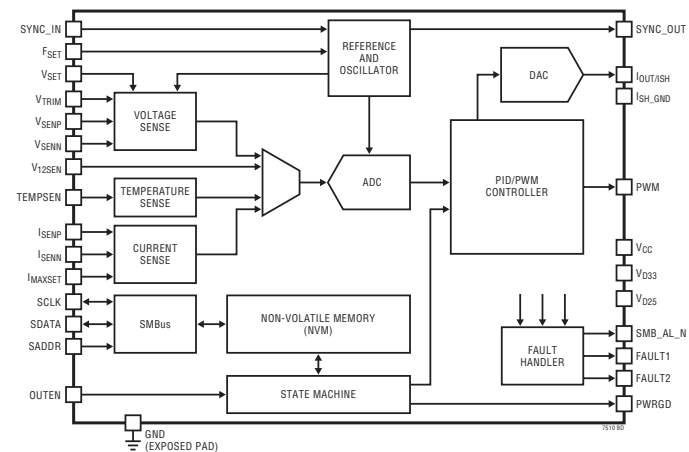 SYNC_IN
FSET
VSET
VTRIM
VSENP
VSENN
V12SEN
TEMPSEN
ISENP
ISENN
IMAXSET
SCLK
SDATA
SADDR
OUTEN
GND
(EXPOSED PAD)
VOLTAGE
SENSE
TEMPERATURE
SENSE
CURRENT
SENSE
SMBus
REFERENCE
AND
OSCILLATOR
ADC
NON-VOLATILE MEMORY
(NVM)
STATE MACHINE
DAC
PID/PWM
CONTROLLER
FAULT
HANDLER
SYNC_OUT
IOUT/ISH
ISH_GND
PWM
VCC
VD33
VD25
SMB_AL_N
FAULT1
FAULT2
PWRGD
7510 BD